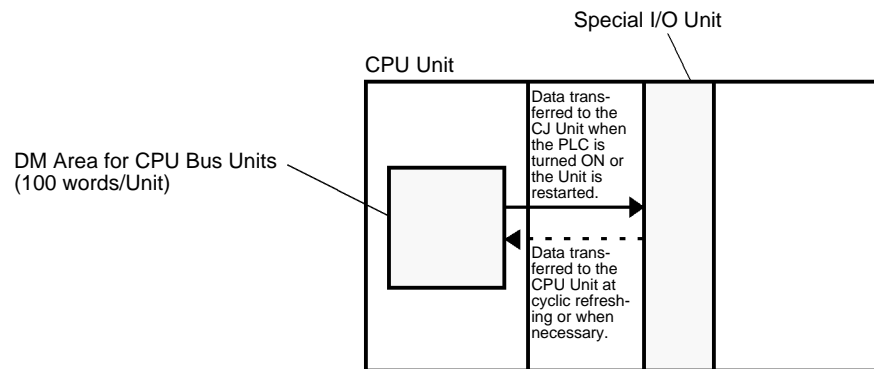 Special I/O Unit
CPU Unit
Data trans-
ferred to the
CJ Unit when
the PLC is
turned ON or
the Unit is
restarted.
DM Area for CPU Bus Units
(100 words/Unit)
Data trans-
ferred to the
CPU Unit at
cyclic refresh-
ing or when
necessary.